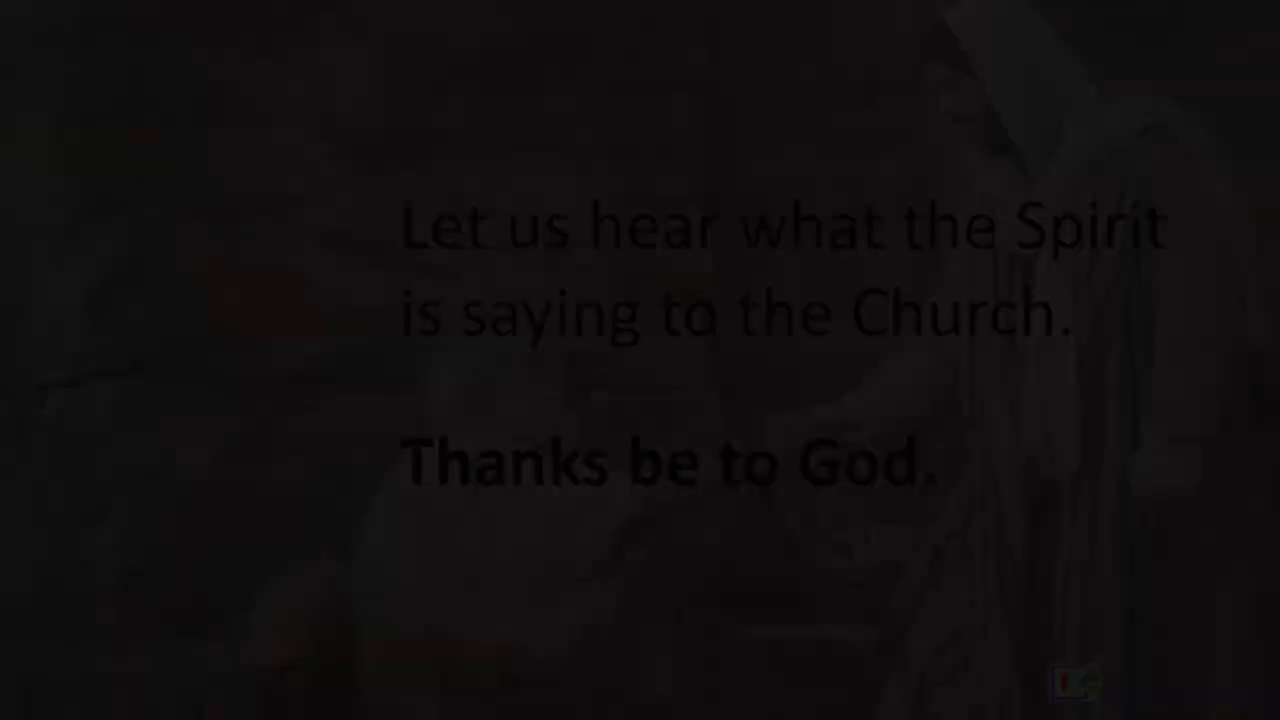 Let us hear what the Spirit
is saying to the Church.
Thanks be to God.